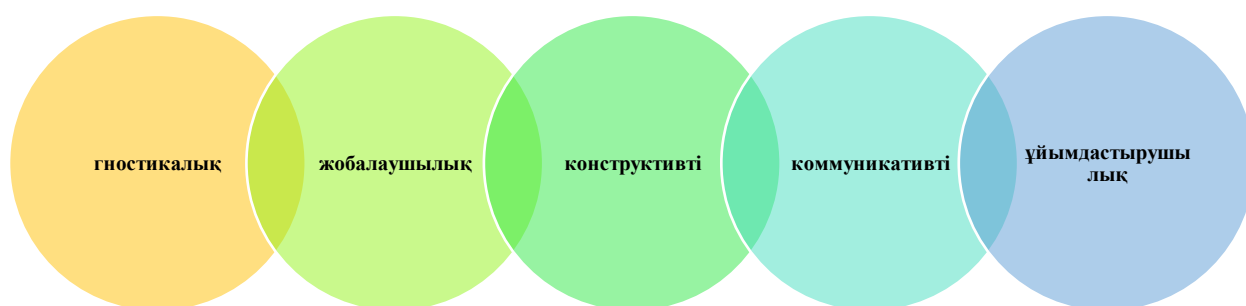 гностикалық
жобалаушылық
конструктивті
коммуникативті
ұйымдастырушы
лық